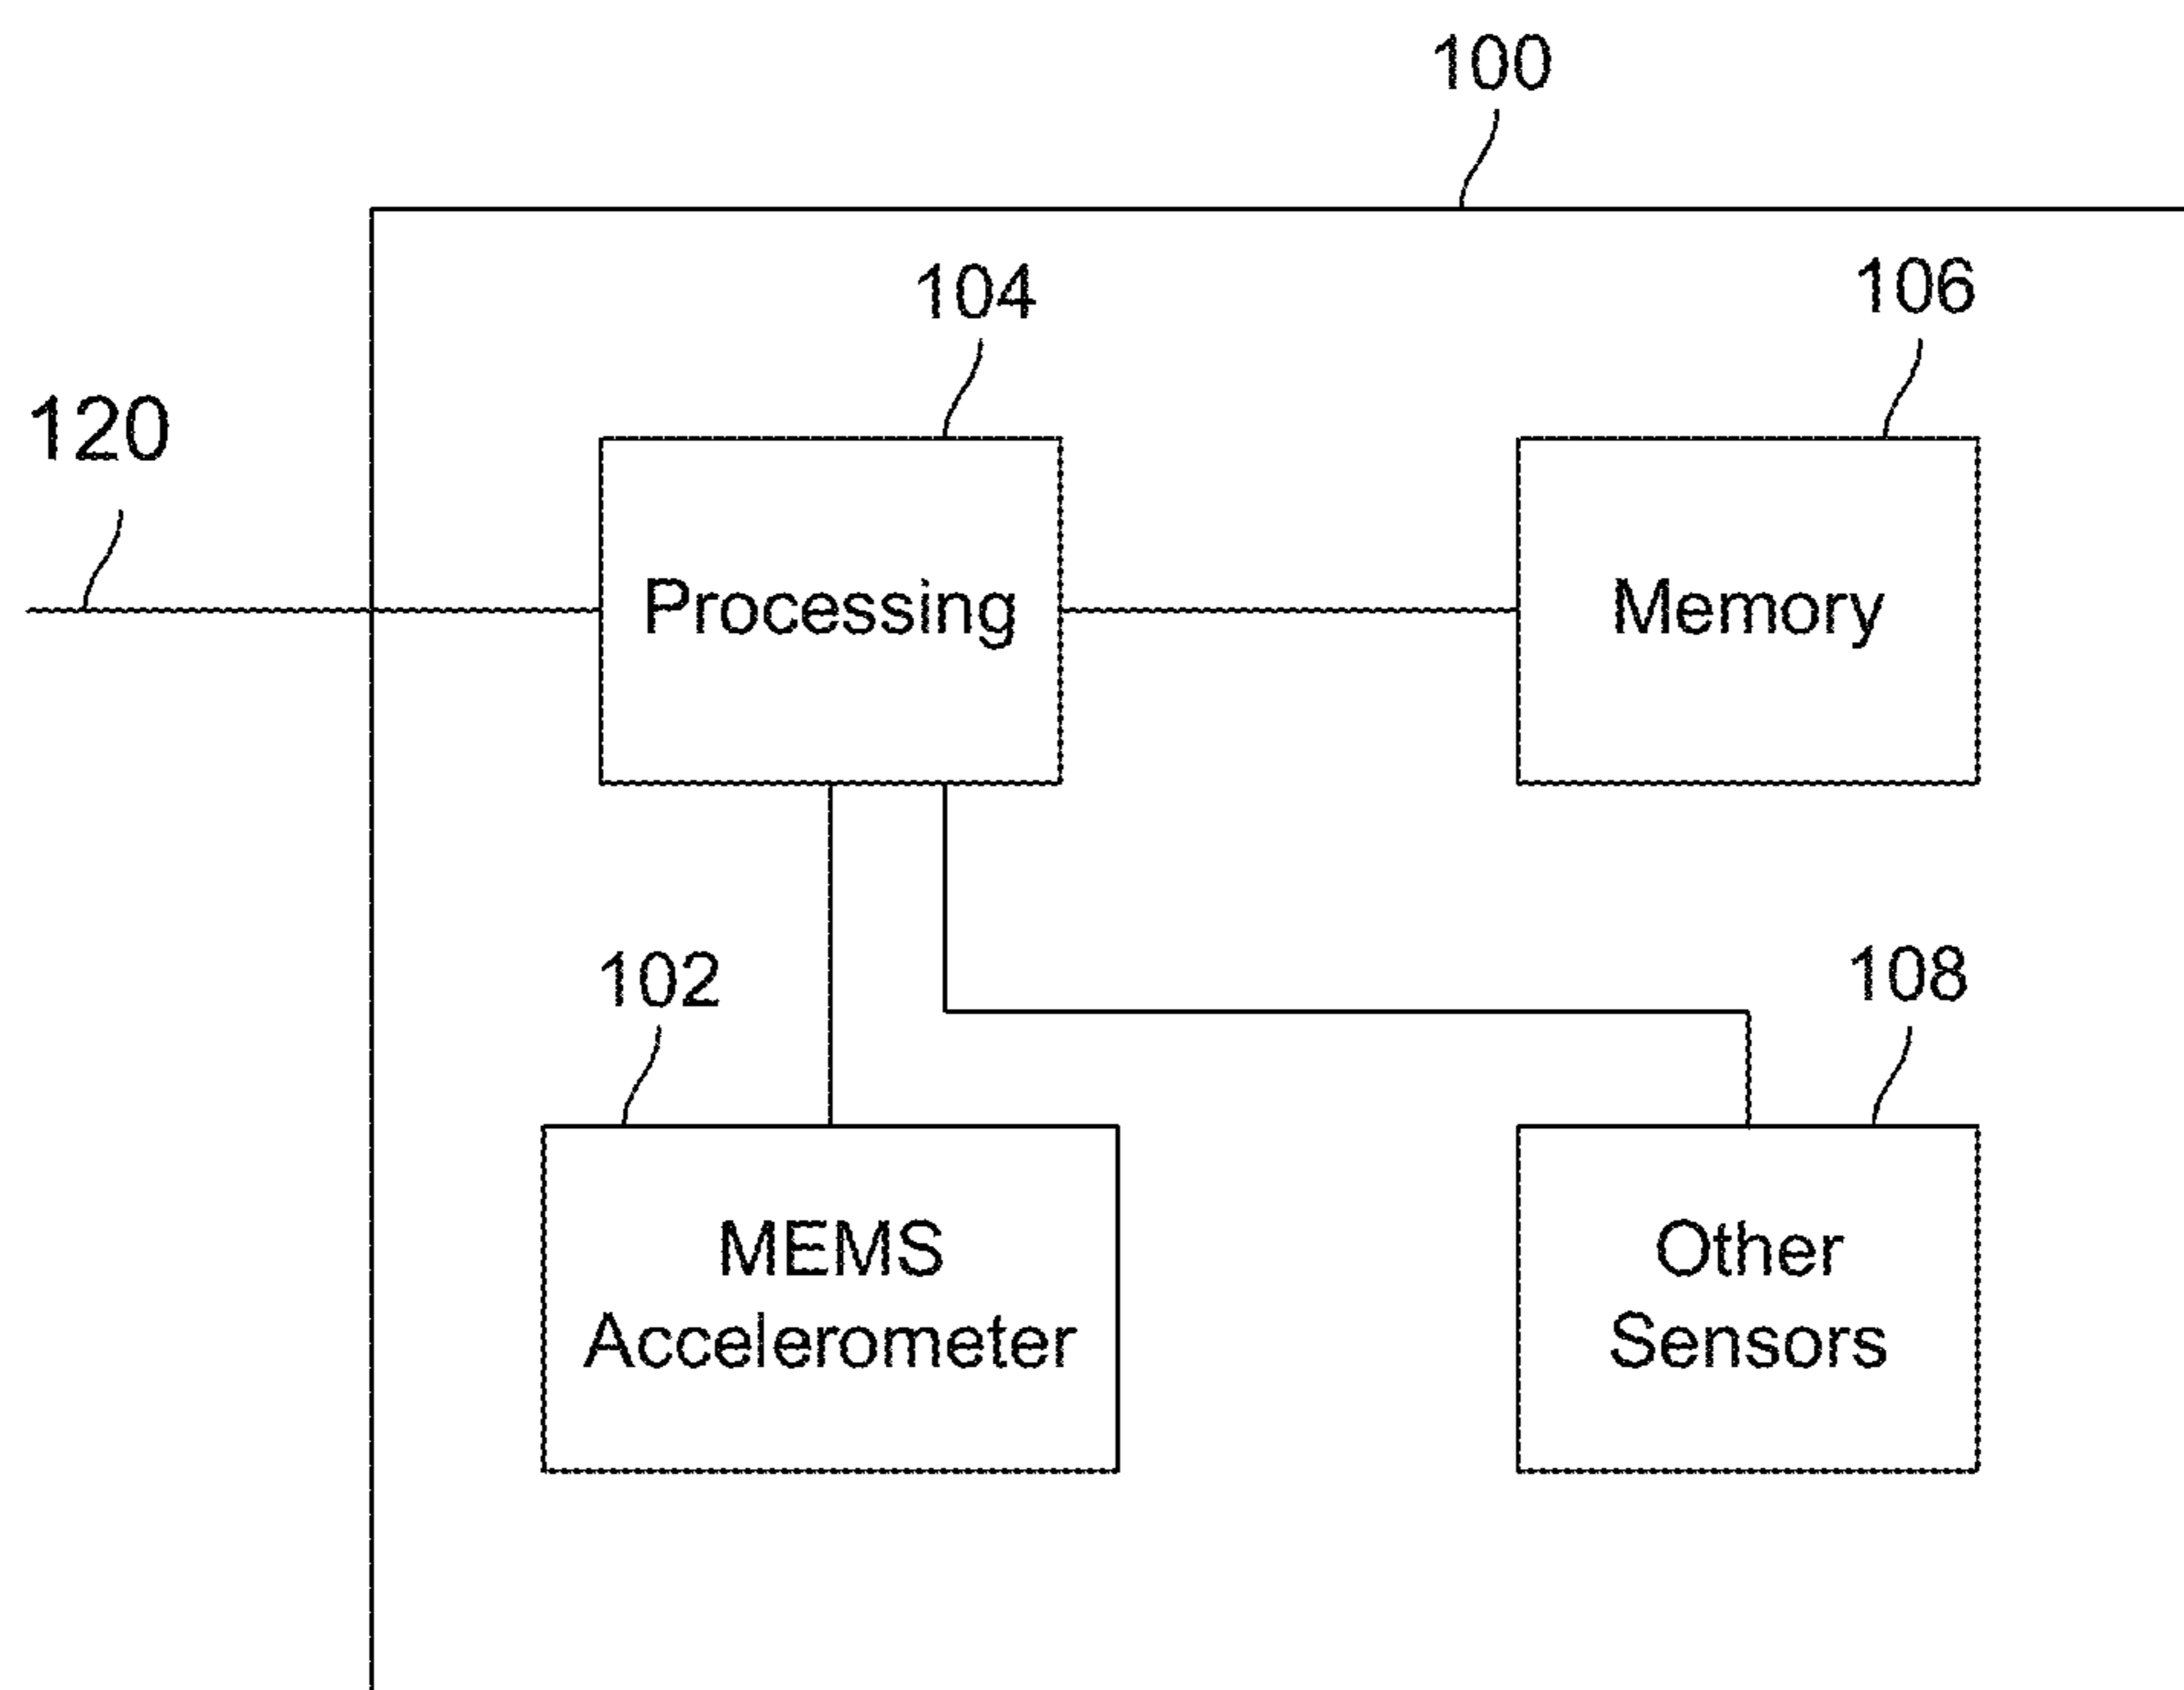 100
104
106
120
Processing
Memory
102
108
MEMS
Accelerometer
Other
Sensors